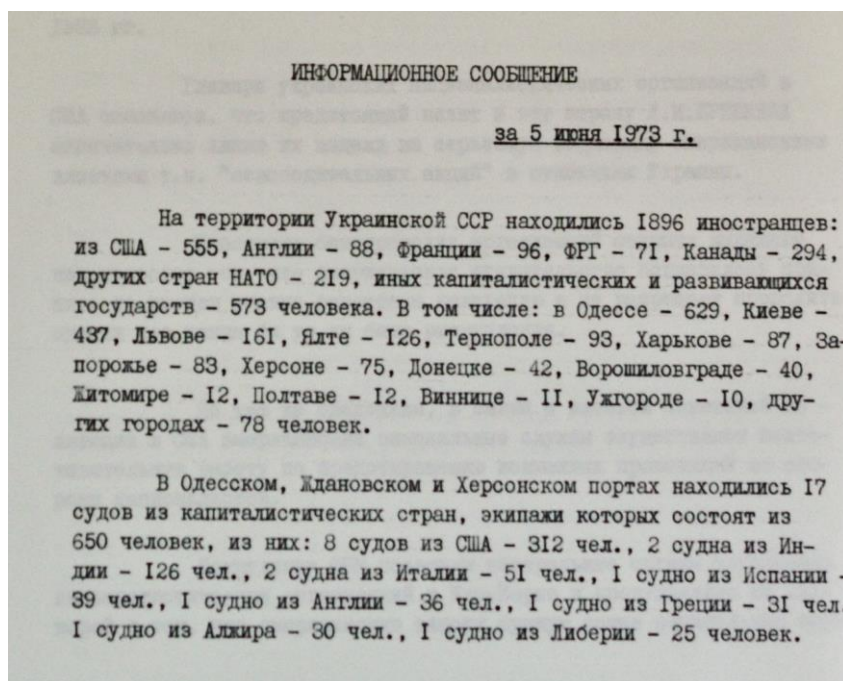 ИНФОРМАЦИОННОЕ СООБЩЕНИЕ
за 5 июня 1973 г.
На территории Украинской ССР находились 1896 иностранцев:
из США - 555, Англии - 88, Франции - 96, ФРГ - 71, Канады - 294,
других стран НАТО - 219, иных капиталистических и развивающихся
государств - 573 человека. В том числе: в Одессе - 629, Киеве -
437, Львове - 161, Ялте - 126, Тернополе - 93, Харькове - 87, За-
порожье - 83, Херсоне - 75, Донецке - 42, Ворошиловграде - 40,
Житомире - 12, Полтаве - 12, Виннице - 11, Ужгороде - 10, дру-
гих городах - 78 человек.
В Одесском, Ждановском и Херсонском портах находились 17
судов из капиталистических стран, экипажи которых состоят из
650 человек, из них: 8 судов из США - 312 чел., 2 судна из Ин-
дии - 126 чел., 2 судна из Италии - 51 чел., 1 судно из Испании -
39 чел., 1 судно из Англии - 36 чел., 1 судно из Греции - 31 чел.
1 судно из Алжира - 30 чел., 1 судно из Либерии - 25 человек.